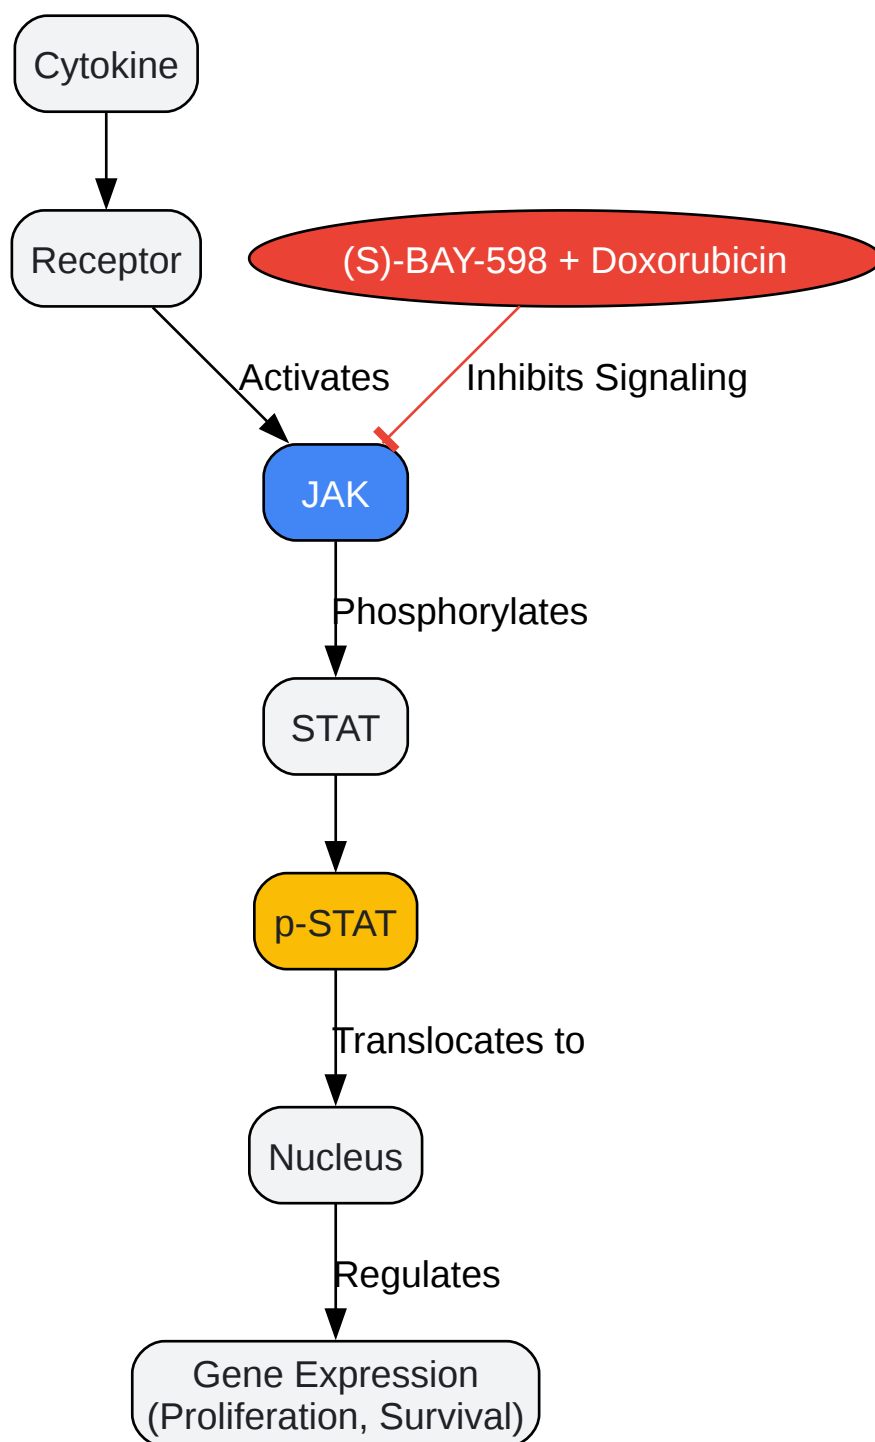 Cytokine
Receptor
(S)-BAY-598 + Doxorubicin
Activates
Inhibits Signaling
JAK
Phosphorylates
STAT
p-STAT
Translocates to
Nucleus
Regulates
Gene Expression
(Proliferation, Survival)